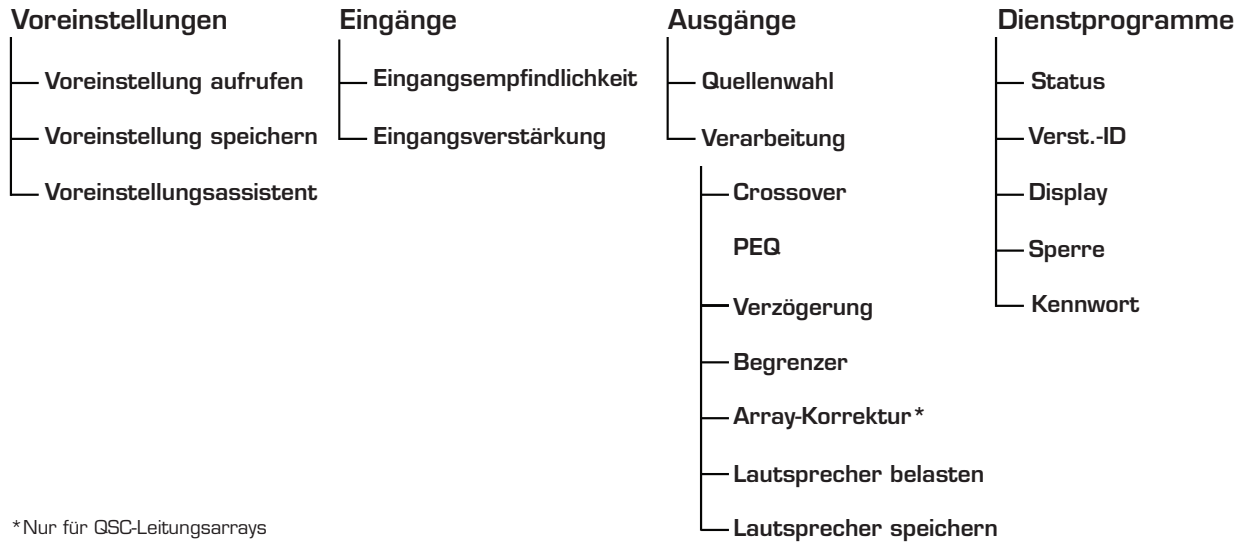 Voreinstellungen
Voreinstellung aufrufen
Voreinstellung speichern
Voreinstellungsassistent
Eingänge
Eingangsempfindlichkeit
Eingangsverstärkung
Ausgänge
Quellenwahl
Verarbeitung
Crossover
PEQ
Verzögerung
Begrenzer
Array-Korrektur*
Lautsprecher belasten
Lautsprecher speichern
Dienstprogramme
Status
Verst.-ID
Display
Sperre
Kennwort
*Nur für QSC-Leitungsarrays